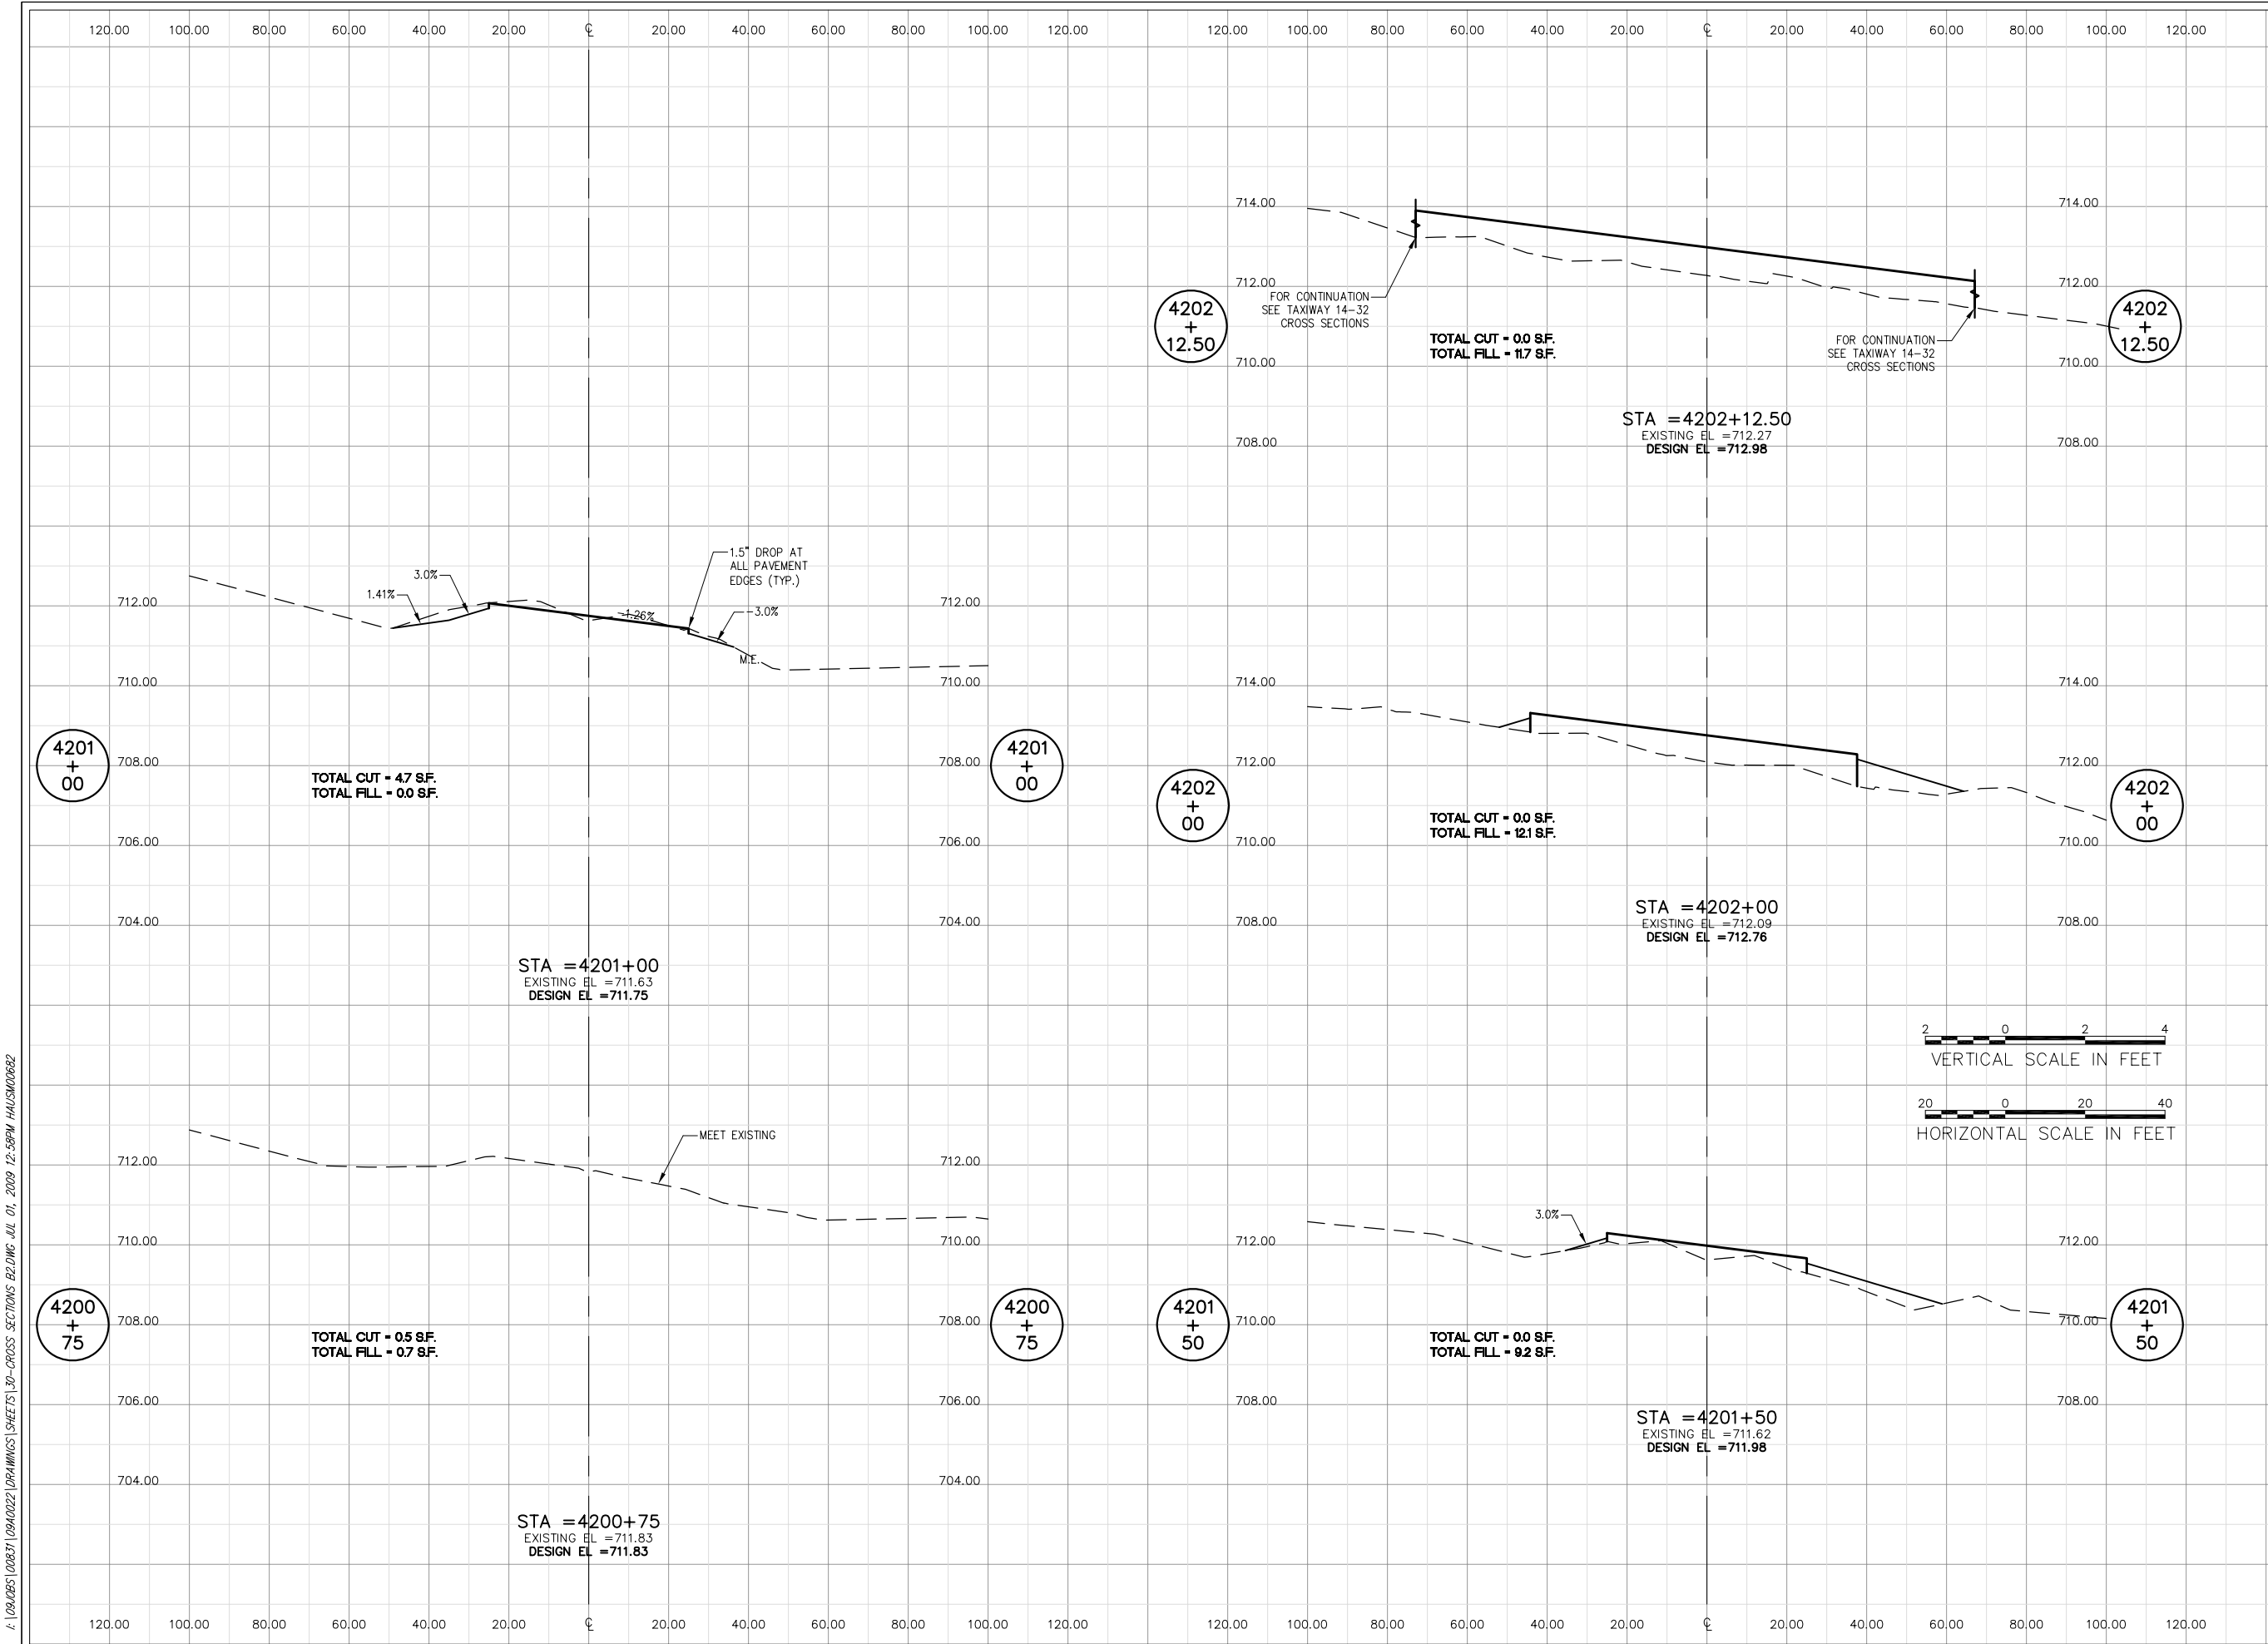 120.00 100.00 80.00 60.00 40.00 20.00 ℄ 20.00 40.00 60.00 80.00 100.00 120.00
120.00 100.00 80.00 60.00 40.00 20.00 ℄ 20.00 40.00 60.00 80.00 100.00 120.00
3.0%
1.41%
1.5" DROP AT
ALL PAVEMENT
EDGES (TYP.)
-1.26%
-3.0%
M.E.
712.00 712.00
710.00 710.00
708.00 708.00
706.00 706.00
704.00 704.00
4201
+
00
4201
+
00
TOTAL CUT = 4.7 S.F.
TOTAL FILL = 0.0 S.F.
STA =4201+00
EXISTING EL =711.63
DESIGN EL =711.75
MEET EXISTING
712.00 712.00
710.00 710.00
708.00 708.00
706.00 706.00
704.00 704.00
4200
+
75
4200
+
75
TOTAL CUT = 0.5 S.F.
TOTAL FILL = 0.7 S.F.
STA =4200+75
EXISTING EL =711.83
DESIGN EL =711.83
714.00 714.00
712.00 712.00
710.00 710.00
708.00 708.00
FOR CONTINUATION
SEE TAXIWAY 14-32
CROSS SECTIONS
FOR CONTINUATION
SEE TAXIWAY 14-32
CROSS SECTIONS
4202
+
12.50
4202
+
12.50
TOTAL CUT = 0.0 S.F.
TOTAL FILL = 11.7 S.F.
STA =4202+12.50
EXISTING EL =712.27
DESIGN EL =712.98
714.00 714.00
712.00 712.00
710.00 710.00
708.00 708.00
4202
+
00
4202
+
00
TOTAL CUT = 0.0 S.F.
TOTAL FILL = 12.1 S.F.
STA =4202+00
EXISTING EL =712.09
DESIGN EL =712.76
2 0 2 4
VERTICAL SCALE IN FEET
20 0 20 40
HORIZONTAL SCALE IN FEET
3.0%
712.00 712.00
710.00 710.00
708.00 708.00
4201
+
50
4201
+
50
TOTAL CUT = 0.0 S.F.
TOTAL FILL = 9.2 S.F.
STA =4201+50
EXISTING EL =711.62
DESIGN EL =711.98
120.00 100.00 80.00 60.00 40.00 20.00 ℄ 20.00 40.00 60.00 80.00 100.00 120.00
120.00 100.00 80.00 60.00 40.00 20.00 ℄ 20.00 40.00 60.00 80.00 100.00 120.00
I:\09JOBS\00831\09A0022\DRAWINGS\SHEETS\30-CROSS SECTIONS B2.DWG JUL 01, 2009 12:58PM HAUSM00682